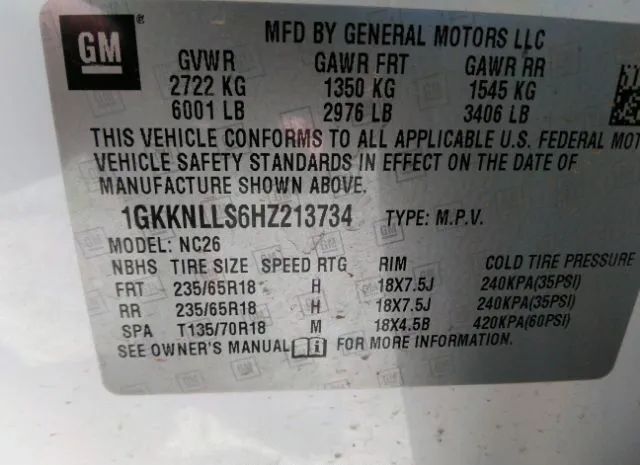 GM
MFD BY GENERAL MOTORS LLC
GVWR GAWR FRT GAWR RR
2722 KG 1350 KG 1545 KG
6001 LB 2976 LB 3406 LB
THIS VEHICLE CONFORMS TO ALL APPLICABLE U.S. FEDERAL MOT
VEHICLE SAFETY STANDARDS IN EFFECT ON THE DATE OF
MANUFACTURE SHOWN ABOVE.
1GKKNLLS6HZ213734 TYPE: M.P.V.
MODEL: NC26
NBHS TIRE SIZE SPEED RTG RIM COLD TIRE PRESSURE
FRT 235/65R18 H 18X7.5J 240KPA(35PSI)
RR 235/65R18 H 18X7.5J 240KPA(35PSI)
SPA T135/70R18 M 18X4.5B 420KPA(60PSI)
SEE OWNER'S MANUAL i FOR MORE INFORMATION.